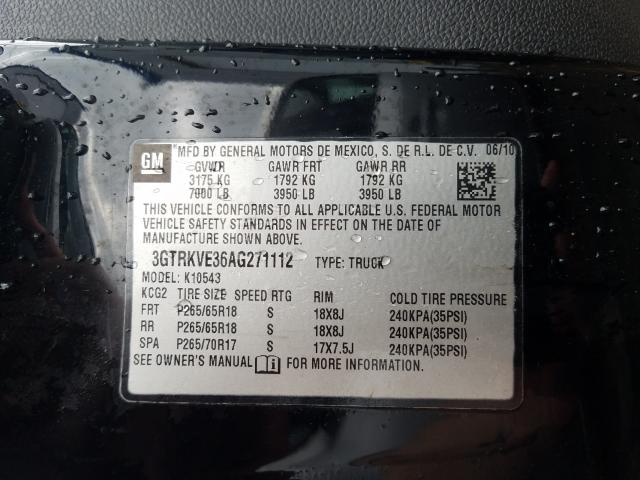 GM
*MFD BY GENERAL MOTORS DE MEXICO, S. DE R.L. DE C.V. 06/10
GVWR GAWR FRT GAWR RR
3175 KG 1792 KG 1792 KG
7000 LB 3950 LB 3950 LB
THIS VEHICLE CONFORMS TO ALL APPLICABLE U.S. FEDERAL MOTOR
VEHICLE SAFETY STANDARDS IN EFFECT ON THE DATE OF
MANUFACTURE SHOWN ABOVE.
3GTRKVE36AG271112 TYPE: TRUCK
MODEL: K10543
KCG2 TIRE SIZE SPEED RTG RIM COLD TIRE PRESSURE
FRT P265/65R18 S 18X8J 240KPA(35PSI)
RR P265/65R18 S 18X8J 240KPA(35PSI)
SPA P265/70R17 S 17X7.5J 240KPA(35PSI)
SEE OWNER'S MANUAL FOR MORE INFORMATION.